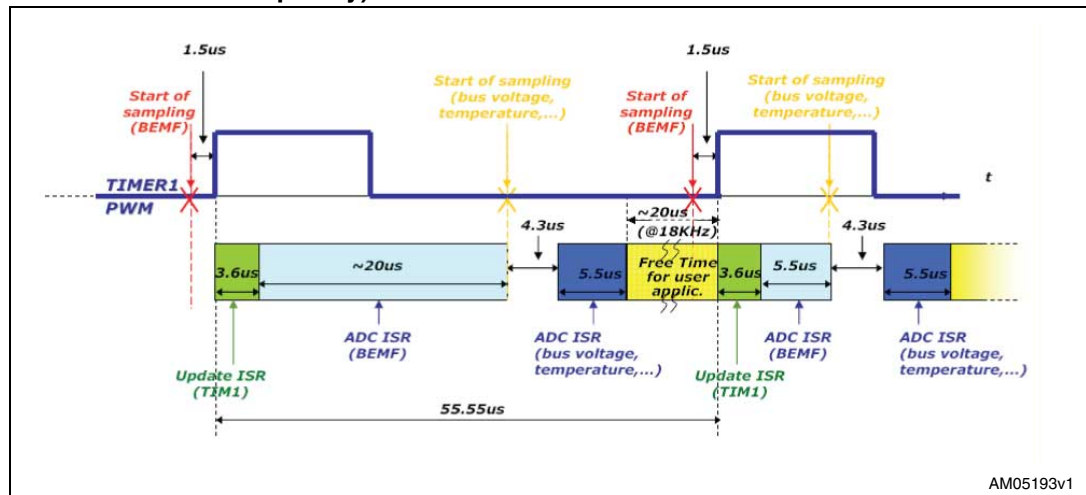 1.5us
1.5us
Start of
sampling
(BEMF)
Start of sampling
(bus voltage,
temperature,...)
Start of
sampling
(BEMF)
Start of sampling
(bus voltage,
temperature,...)
TIMER1
PWM
t
~20us
(@18KHz)
4.3us
4.3us
3.6us
~20us
5.5us
Free Time
for user
applic.
3.6us
5.5us
5.5us
ADC ISR
(BEMF)
ADC ISR
(bus voltage,
temperature,...)
ADC ISR
(BEMF)
ADC ISR
(bus voltage,
temperature,...)
Update ISR
(TIM1)
Update ISR
(TIM1)
55.55us
AM05193v1